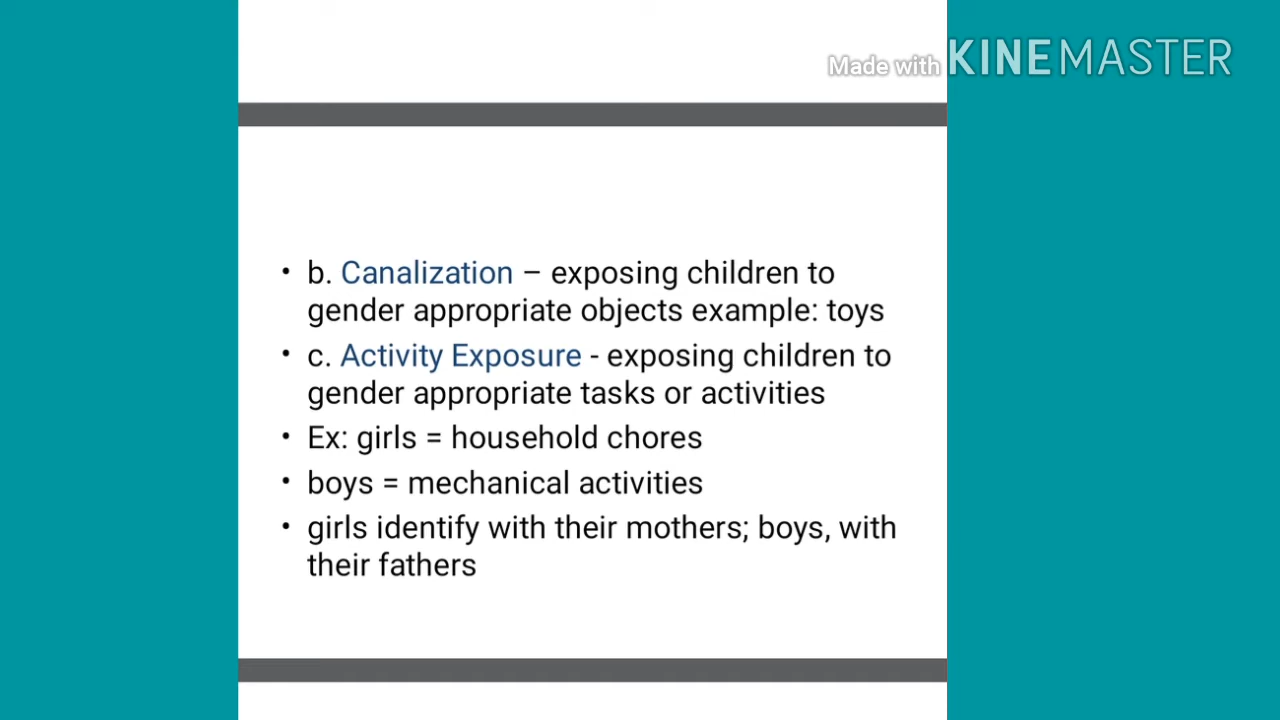 Made with KINEMASTER
• b. Canalization – exposing children to
gender appropriate objects example: toys
• c. Activity Exposure - exposing children to
gender appropriate tasks or activities
• Ex: girls = household chores
• boys = mechanical activities
• girls identify with their mothers; boys, with
their fathers